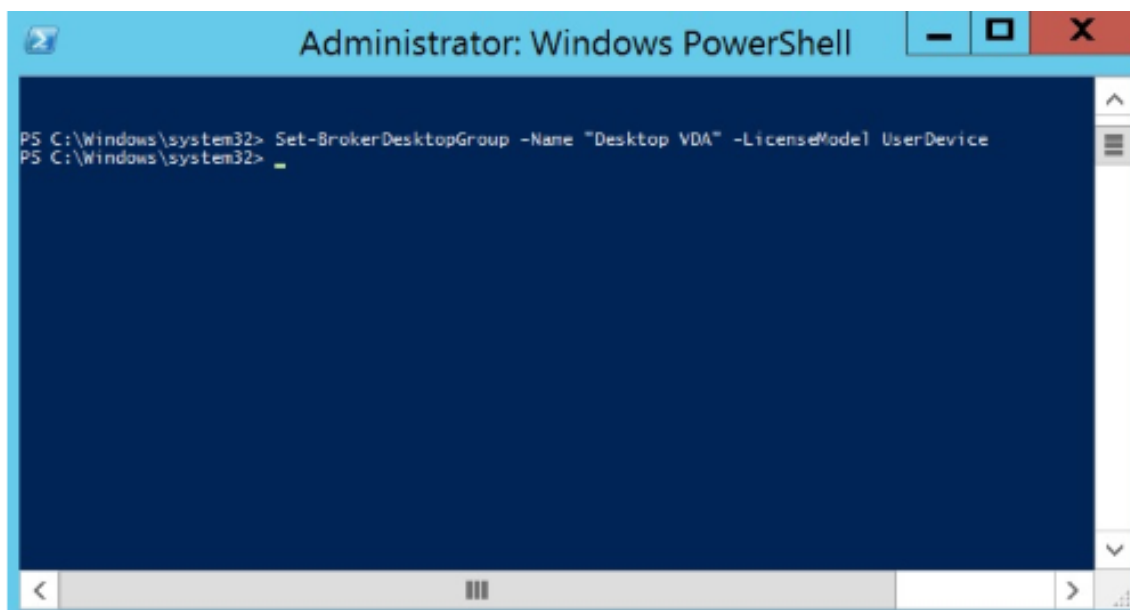 Administrator: Windows PowerShell
PS C:\Windows\system32> Set-BrokerDesktopGroup -Name "Desktop VDA" -LicenseModel UserDevice
PS C:\Windows\system32>